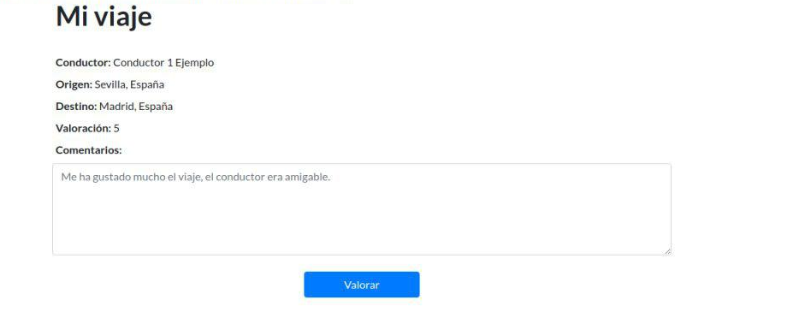 Mi viaje
Conductor: Conductor 1 Ejemplo
Origen: Sevilla, España
Destino: Madrid, España
Valoración: 5
Comentarios:
Me ha gustado mucho el viaje, el conductor era amigable.
Valorar